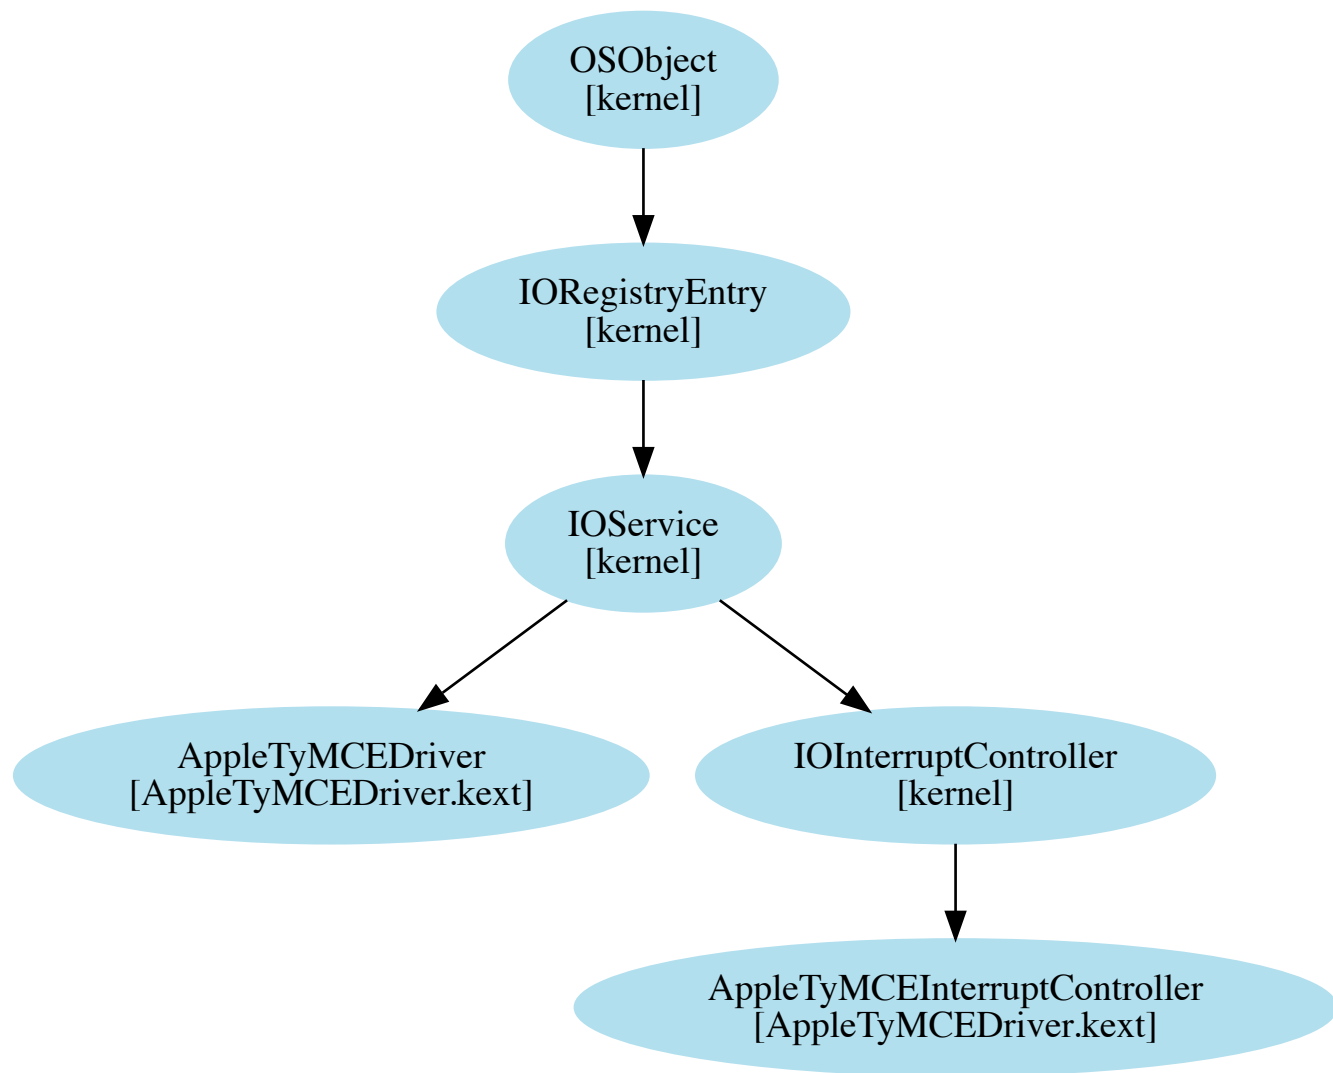 OSObject
[kernel]
IORegistryEntry
[kernel]
IOService
[kernel]
AppleTyMCEDriver
[AppleTyMCEDriver.kext]
IOInterruptController
[kernel]
AppleTyMCEInterruptController
[AppleTyMCEDriver.kext]